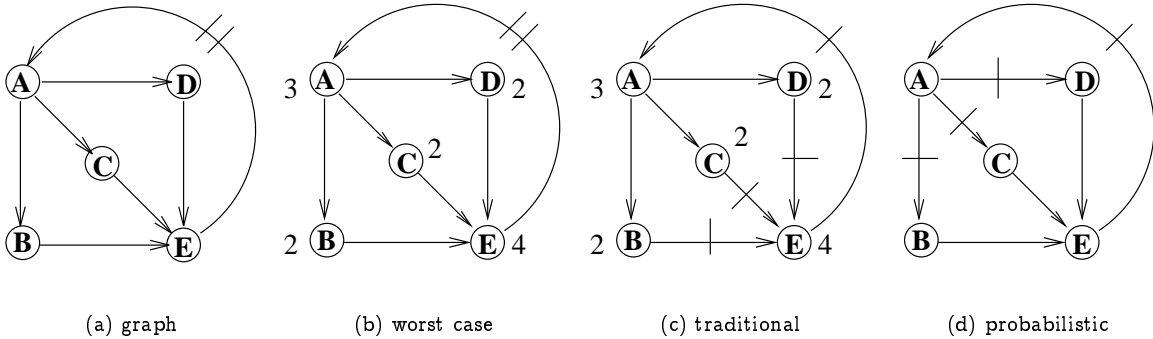 A D
C
B E
(a) graph
3 A D 2
C 2
2 B E 4
(b) worst case
3 A D 2
C 2
2 B E 4
(c) traditional
A D
C
B E
(d) probabilistic